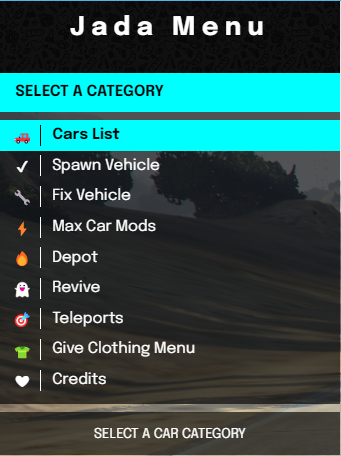 Jada Menu
SELECT A CATEGORY
Cars List
Spawn Vehicle
Fix Vehicle
Max Car Mods
Depot
Revive
Teleports
Give Clothing Menu
Credits
SELECT A CAR CATEGORY